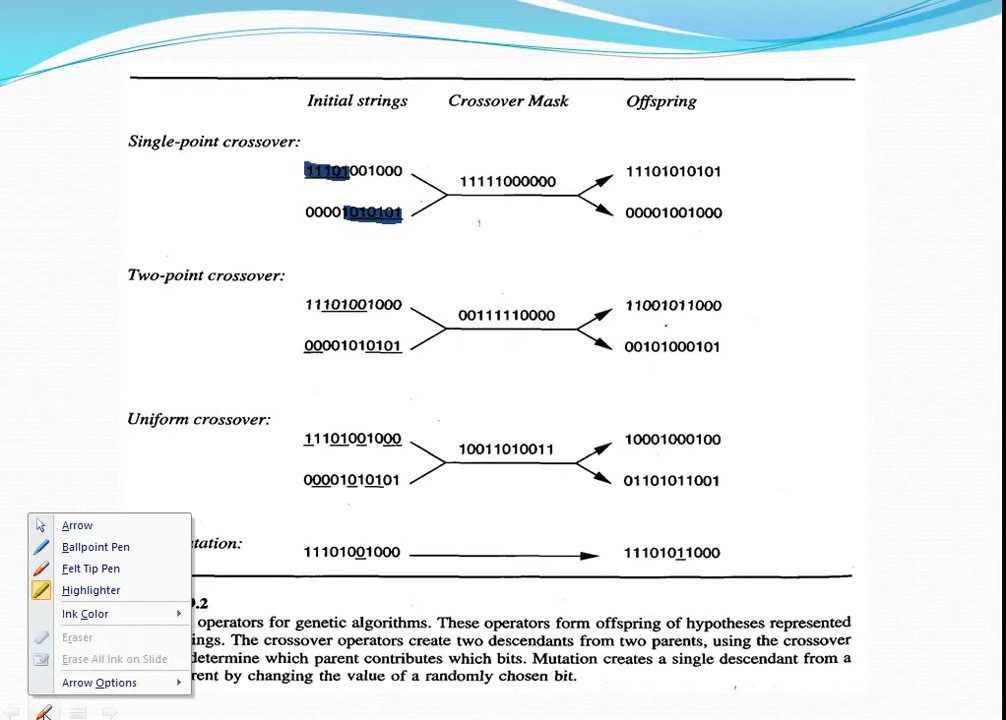 Initial strings Crossover Mask Offspring
Single-point crossover:
11101001000 11111000000 11101010101
00001010101 00001001000
Two-point crossover:
11101001000 00111110000 11001011000
00001010101 00101000101
Uniform crossover:
11101001000 10011010011 10001000100
00001010101 01101011001
tation:
11101001000 11101011000
.2
operators for genetic algorithms. These operators form offspring of hypotheses represented
ings. The crossover operators create two descendants from two parents, using the crossover
determine which parent contributes which bits. Mutation creates a single descendant from a
rent by changing the value of a randomly chosen bit.
Arrow
Ballpoint Pen
Felt Tip Pen
Highlighter
Ink Color
Eraser
Erase All Ink on Slide
Arrow Options